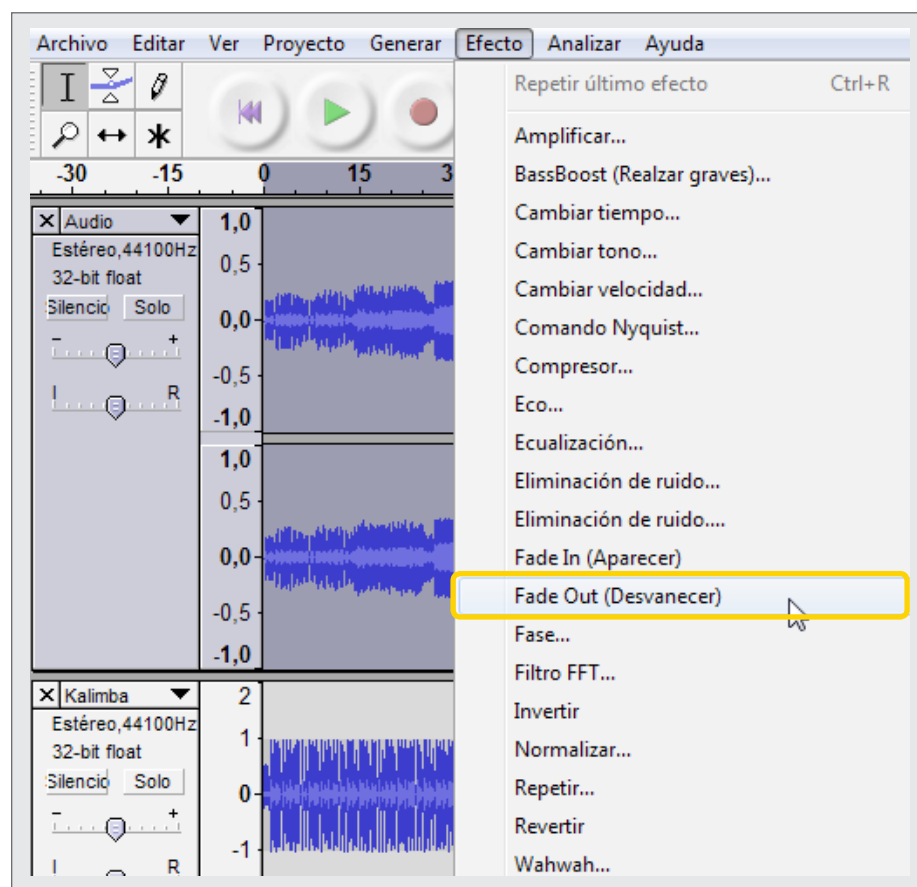 Archivo Editar Ver Proyecto Generar Efecto Analizar Ayuda
Repetir último efecto Ctrl+R
Amplificar...
BassBoost (Realzar graves)...
Cambiar tiempo...
Cambiar tono...
Cambiar velocidad...
Comando Nyquist...
Compresor...
Eco...
Ecualización...
Eliminación de ruido...
Eliminación de ruido....
Fade In (Aparecer)
Fade Out (Desvanecer)
Fase...
Filtro FFT...
Invertir
Normalizar...
Repetir...
Revertir
Wahwah...
-30 -15 0 15 3
X Audio
Estéreo,44100Hz
32-bit float
Silencio Solo
- +
I R
1,0
0,5
0,0
-0,5
-1,0
1,0
0,5
0,0
-0,5
-1,0
X Kalimba
Estéreo,44100Hz
32-bit float
Silencio Solo
- +
I R
2
1
0
-1